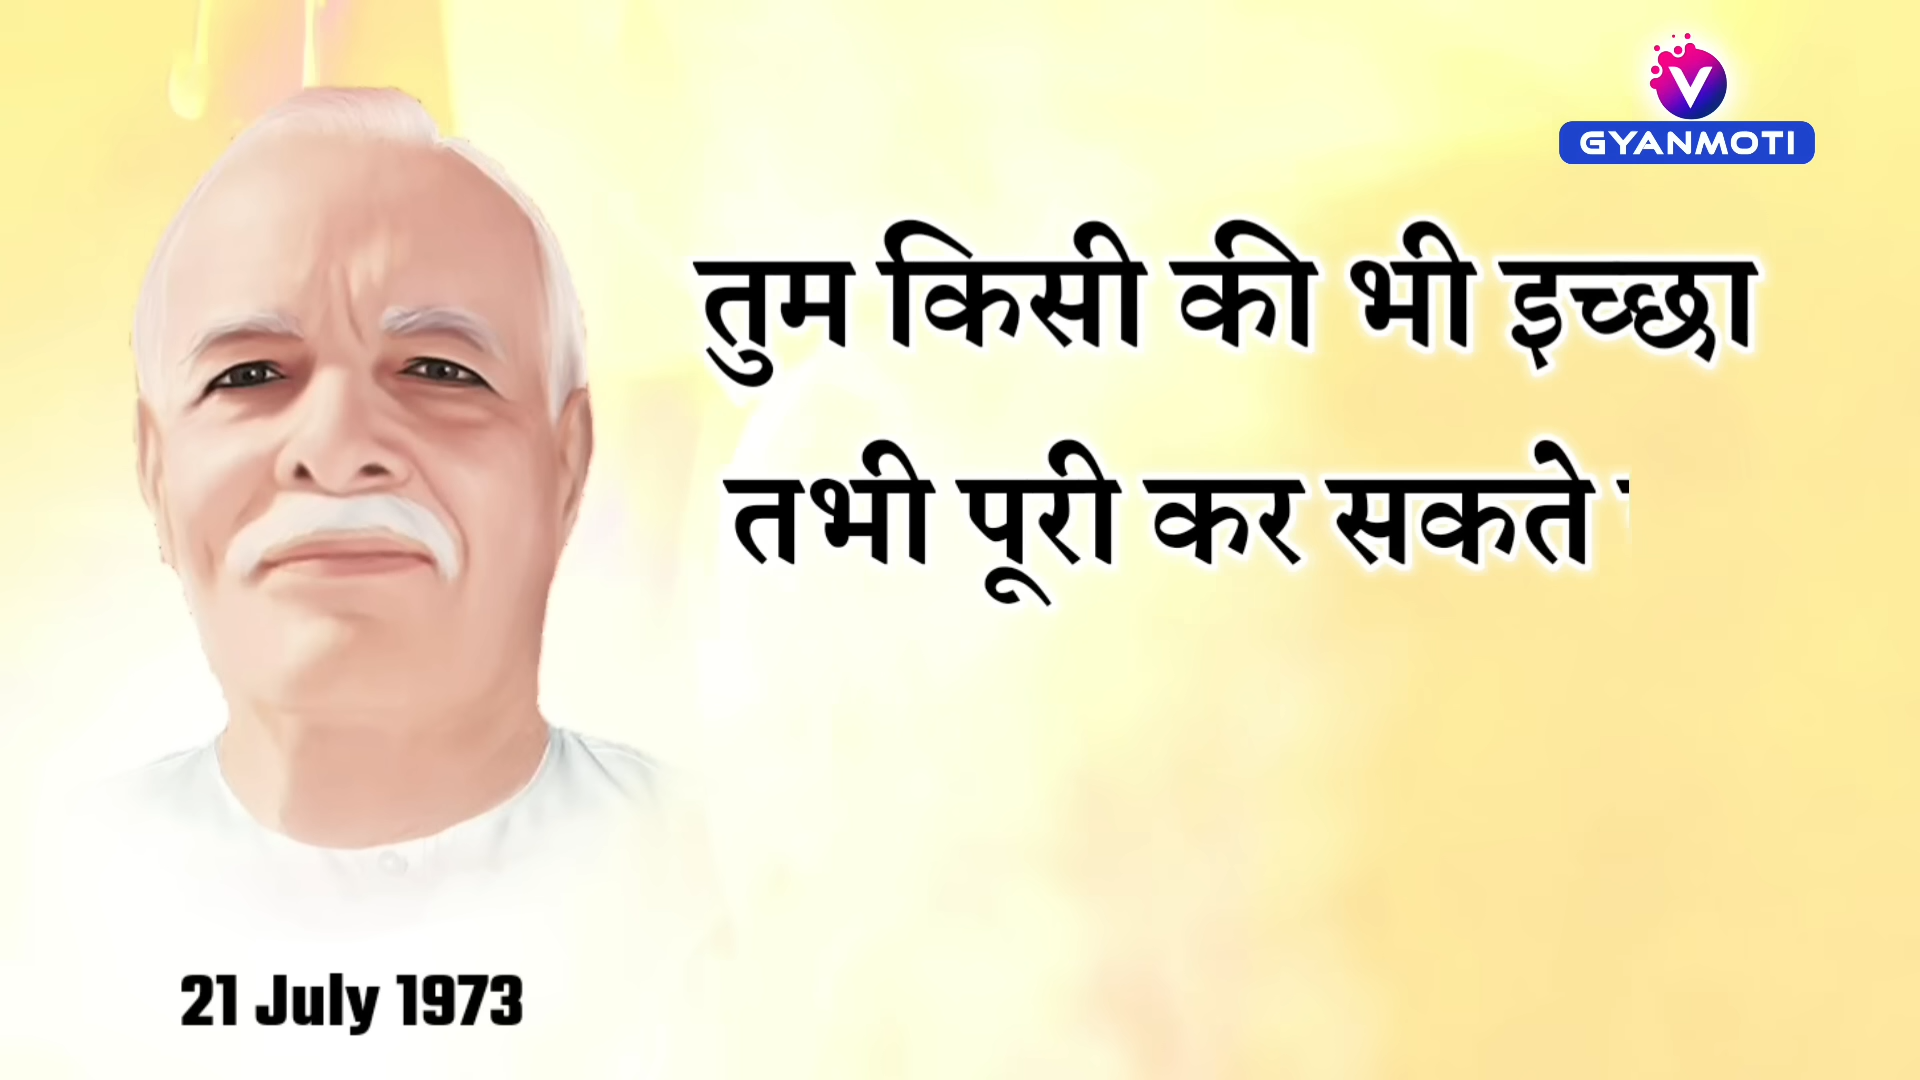 V
GYANMOTI
तुम किसी की भी इच्छा
तभी पूरी कर सकते
21 July 1973